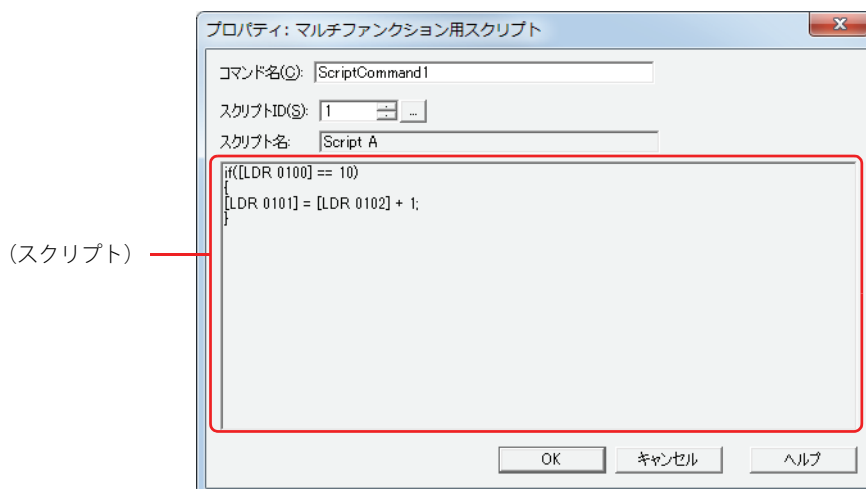 プロパティ: マルチファンクション用スクリプト
コマンド名(C): ScriptCommand1
スクリプトID(S): 1 ...
スクリプト名: Script A
if([LDR 0100] == 10)
{
[LDR 0101] = [LDR 0102] + 1;
}
（スクリプト）
OK キャンセル ヘルプ